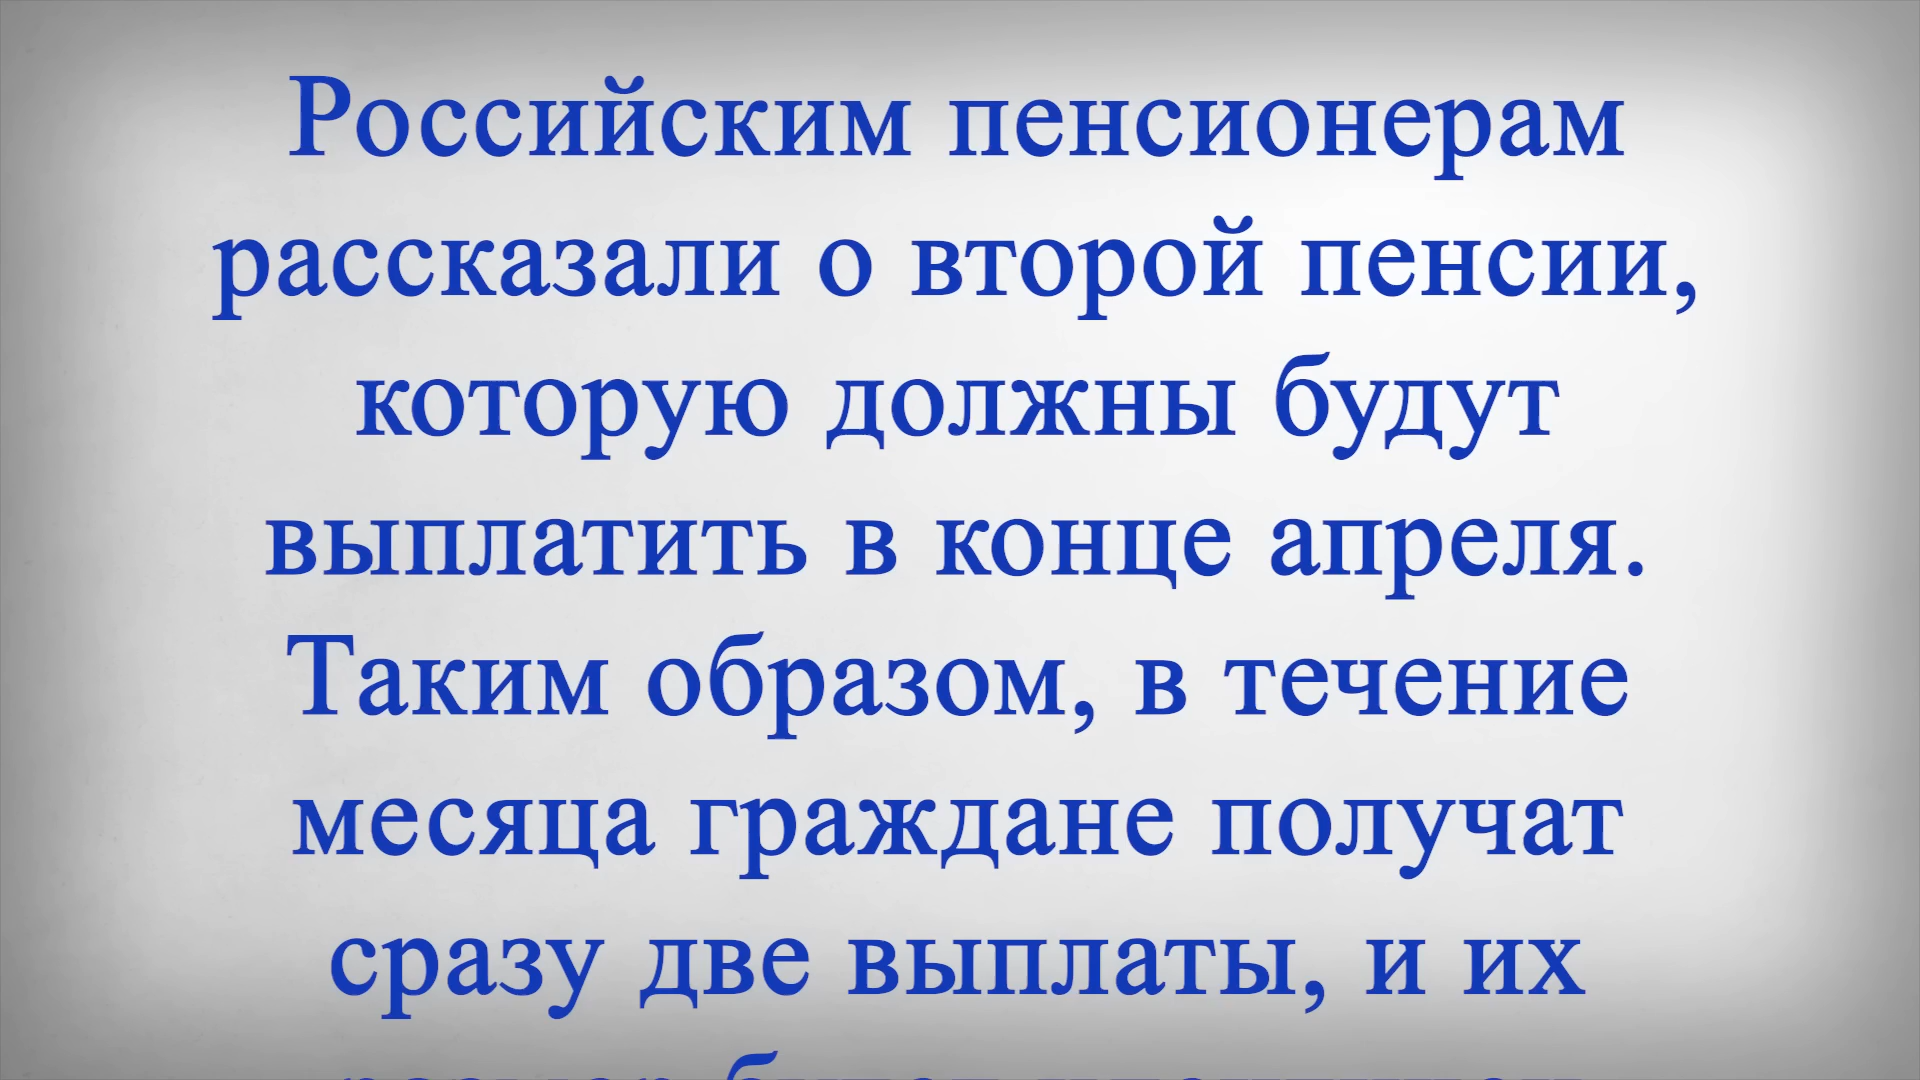 Российским пенсионерам
рассказали о второй пенсии,
которую должны будут
выплатить в конце апреля.
Таким образом, в течение
месяца граждане получат
сразу две выплаты, и их